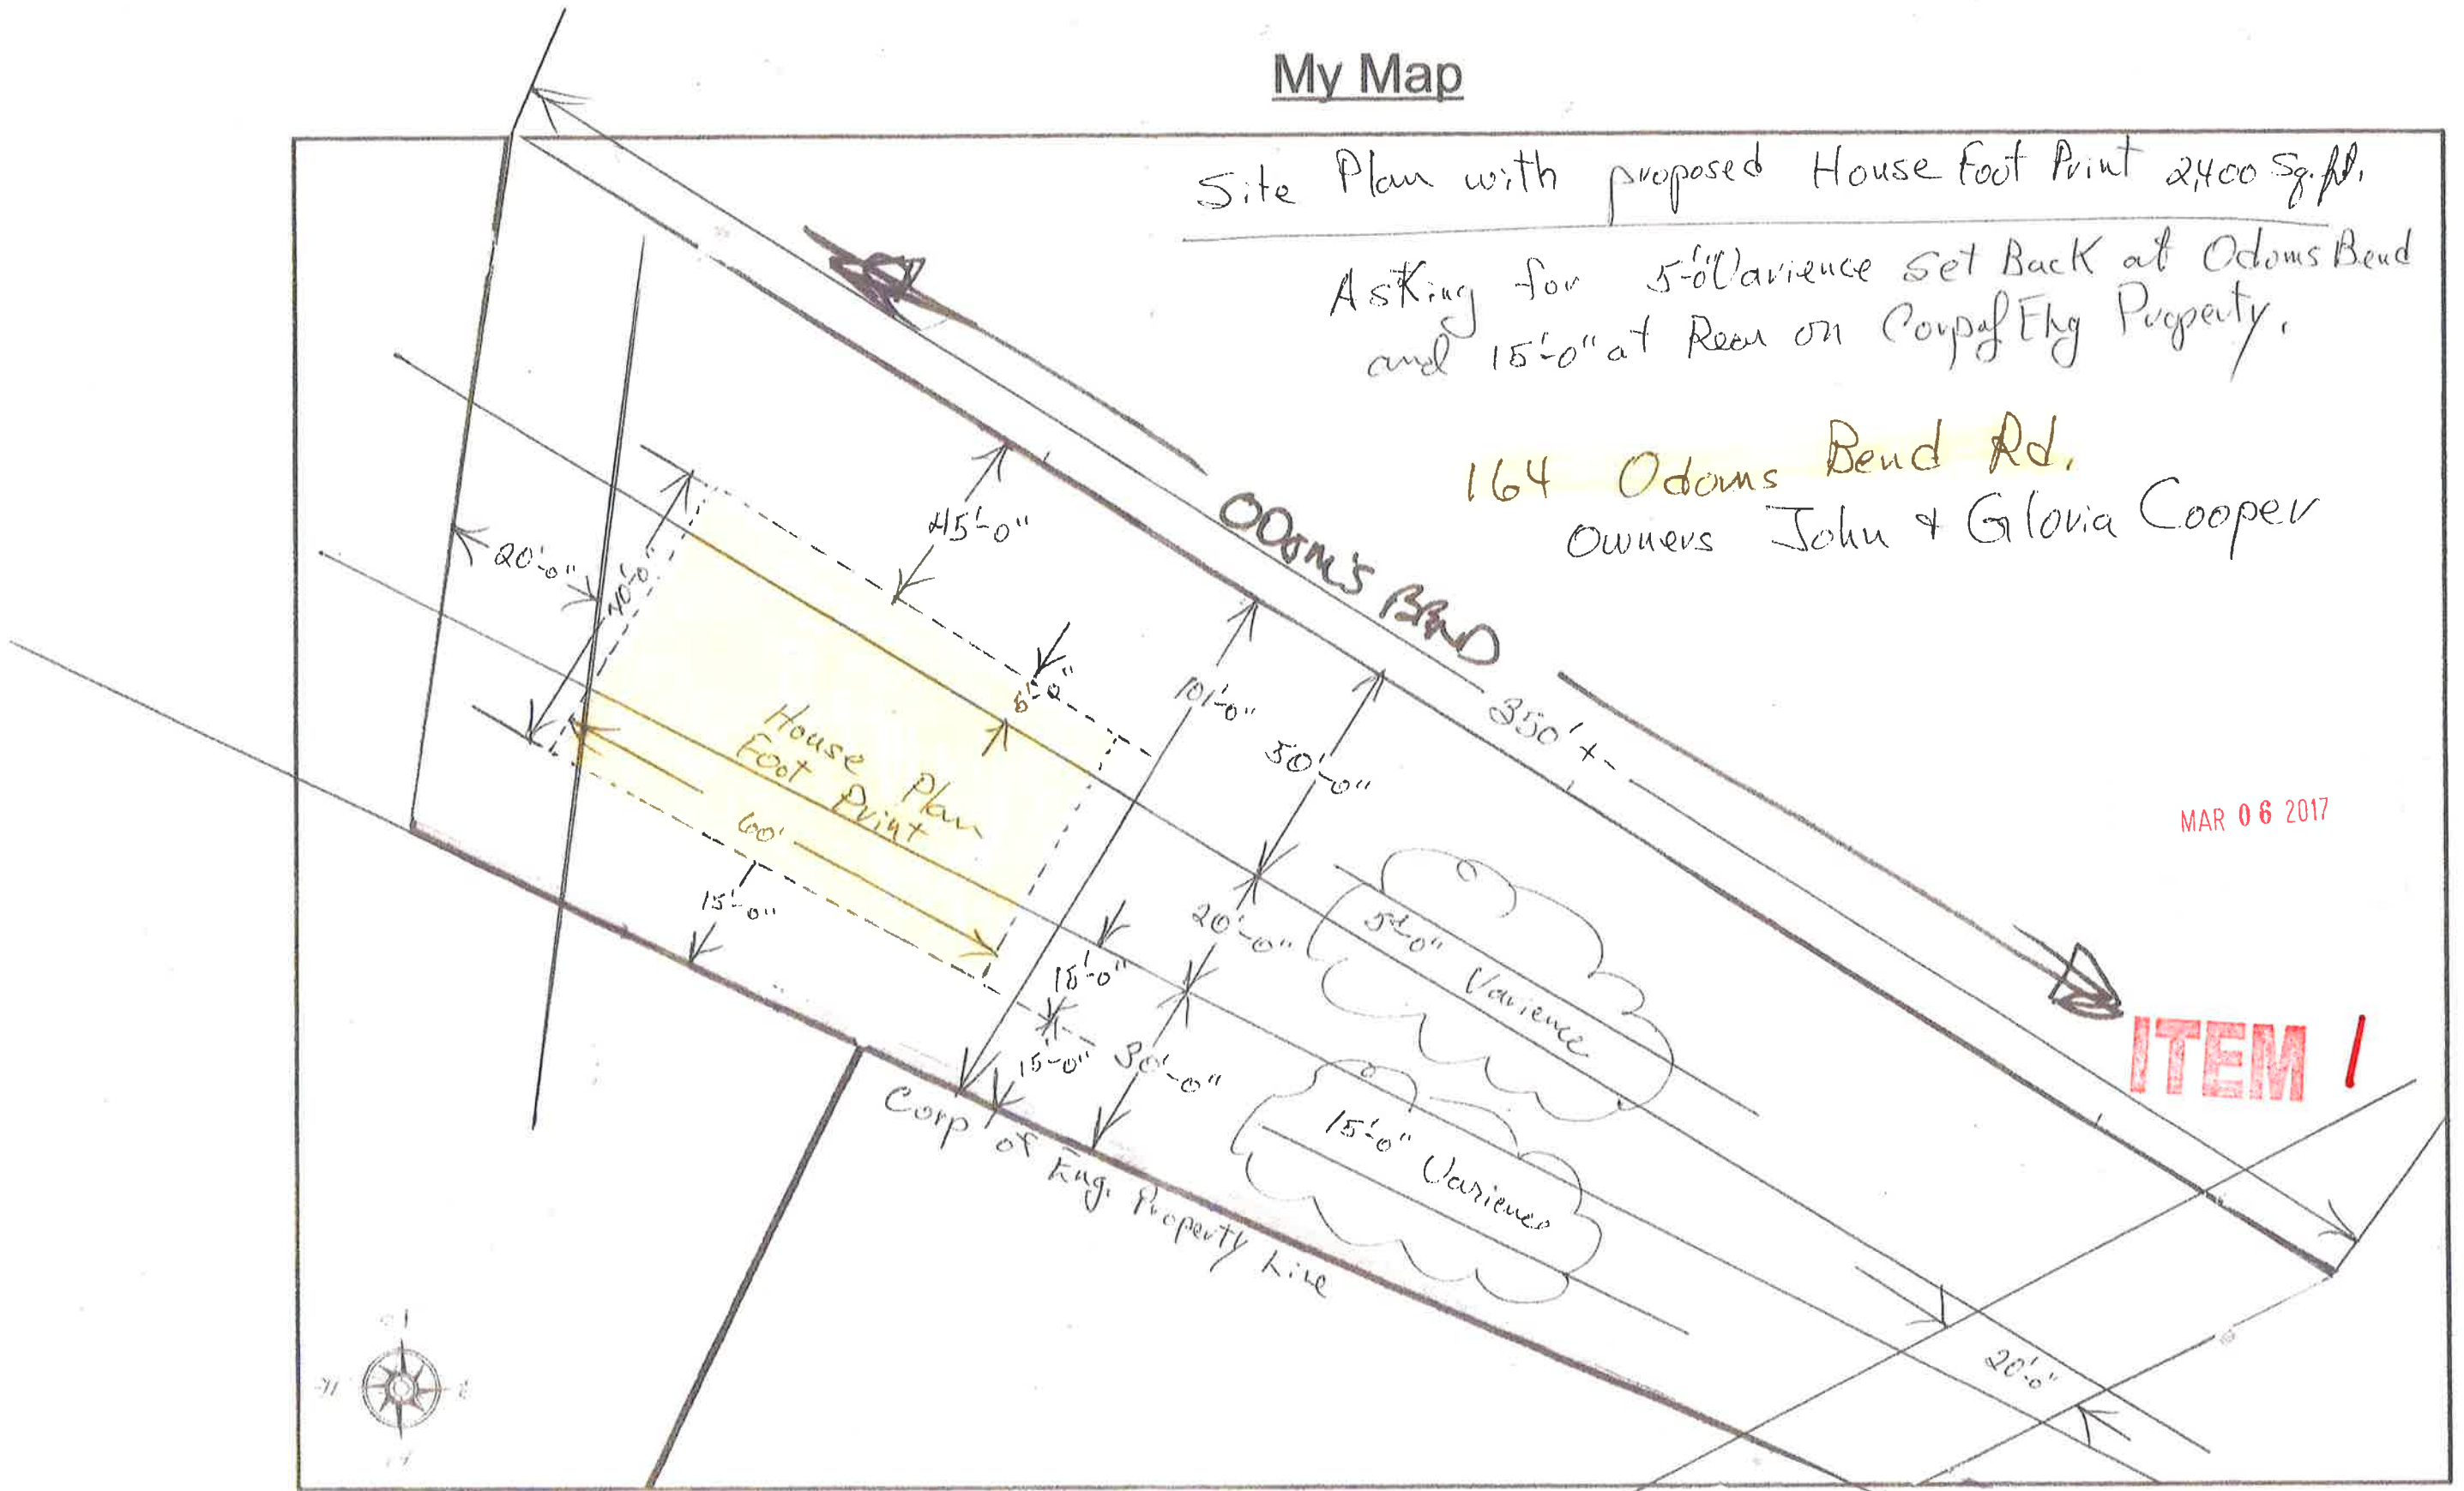 My Map
Site Plan with proposed House Foot Print 2,400 Sq. ft.
Asking for 5'-0" Varience Set Back at Odoms Bend
and 15'-0" at Rear on Corp of Eng Property.
164 Odoms Bend Rd.
Owners John & Gloria Cooper
45'-0"
ODOM'S BEND
20'-0"
40'-0
5'-0"
101'-0"
350' +-
50'-0"
House Plan
Foot Print
60'
MAR 06 2017
15'-0"
20'-0"
5'-0" Varience
15'-0"
ITEM 1
15'-0"
30'-0"
15'-0" Varience
Corp of Eng. Property Line
20'-0"